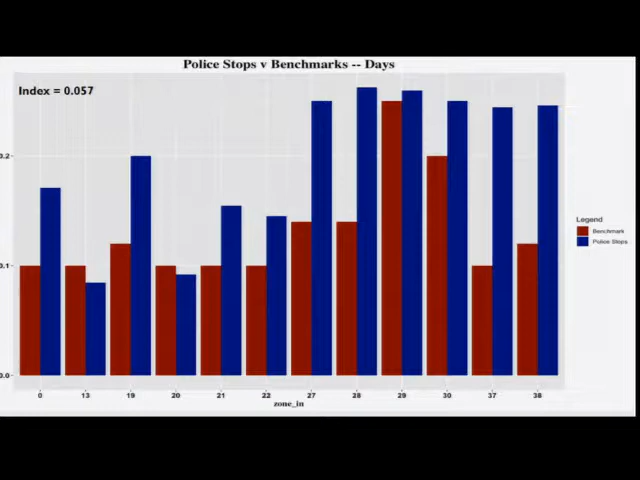 Police Stops v Benchmarks -- Days
Index = 0.057
0.2
0.1
0.0
Legend
Benchmark
Police Stops
0 13 19 20 21 22 27 28 29 30 37 38
zone_in